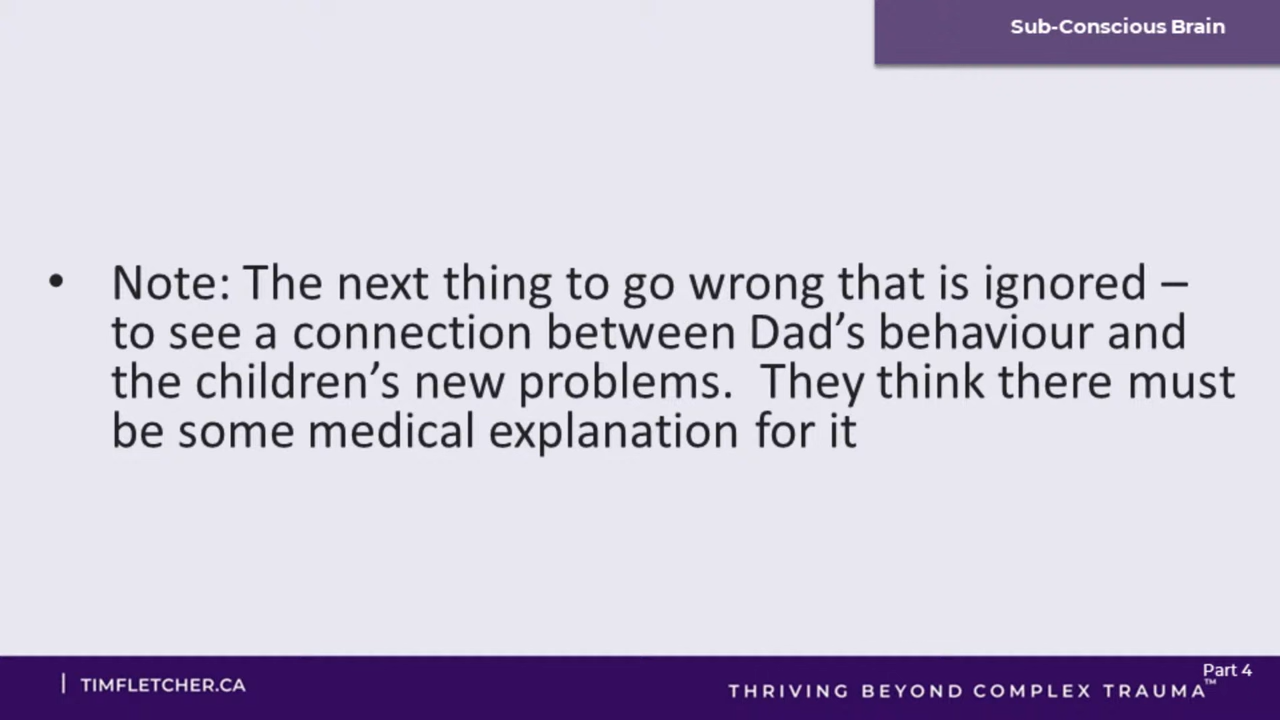 Sub-Conscious Brain
• Note: The next thing to go wrong that is ignored –
to see a connection between Dad’s behaviour and
the children’s new problems.  They think there must
be some medical explanation for it
| TIMFLETCHER.CA
Part 4
THRIVING BEYOND COMPLEX TRAUMA™